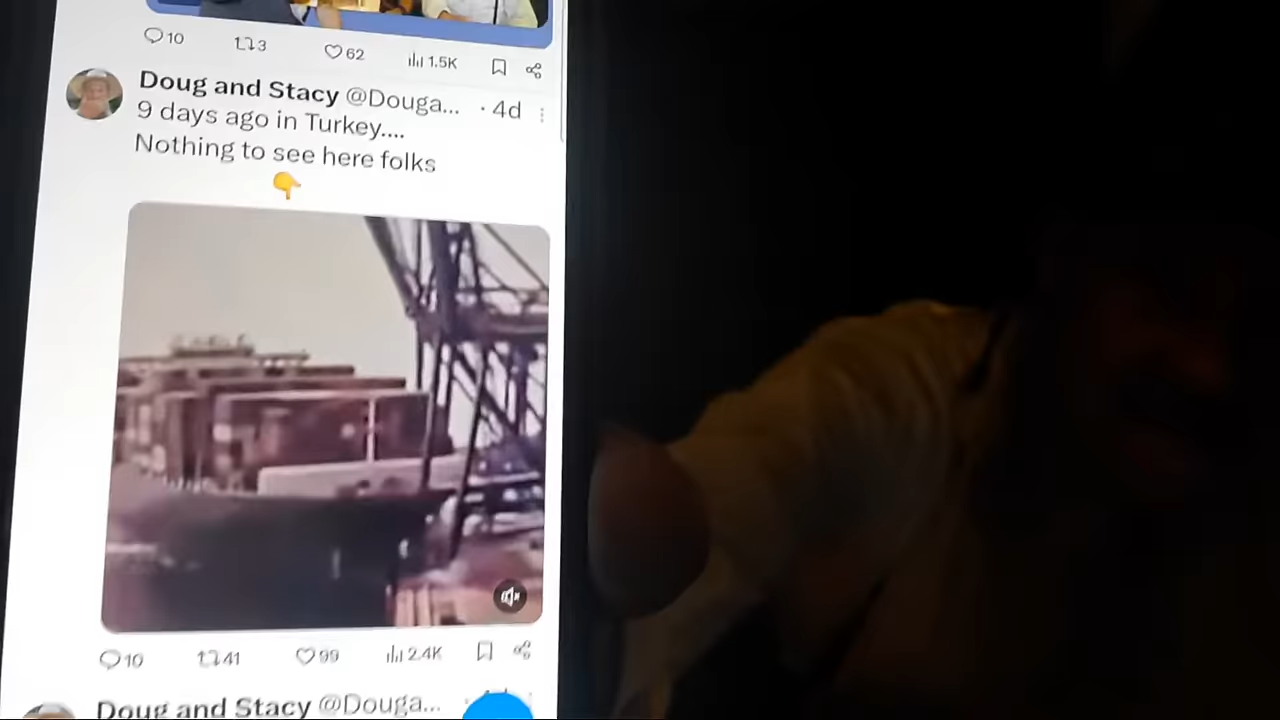 10 3 62 1.5K
Doug and Stacy @Douga... · 4d
9 days ago in Turkey....
Nothing to see here folks
10 41 99 2.4K
Doug and Stacy @Douga...